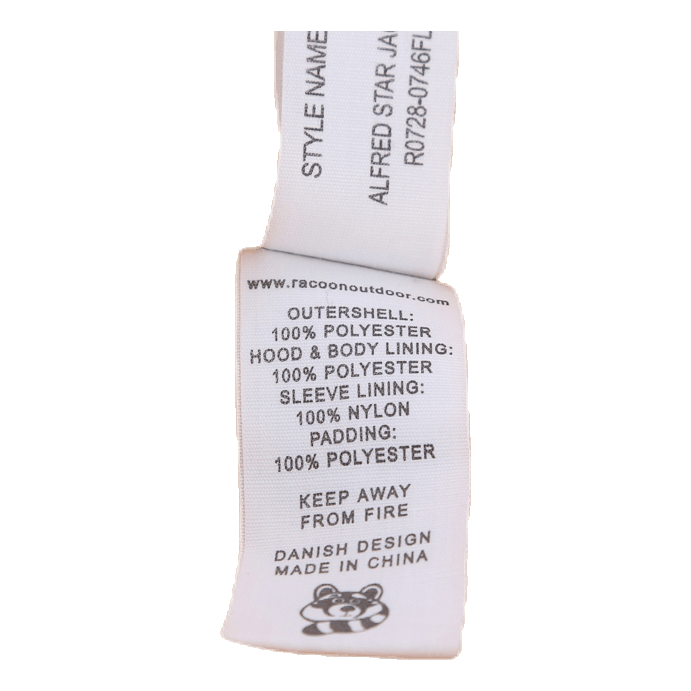 STYLE NAME
ALFRED STAR
R0728-0746FL
www.racoonoutdoor.com
OUTERSHELL:
100% POLYESTER
HOOD & BODY LINING:
100% POLYESTER
SLEEVE LINING:
100% NYLON
PADDING:
100% POLYESTER
KEEP AWAY
FROM FIRE
DANISH DESIGN
MADE IN CHINA